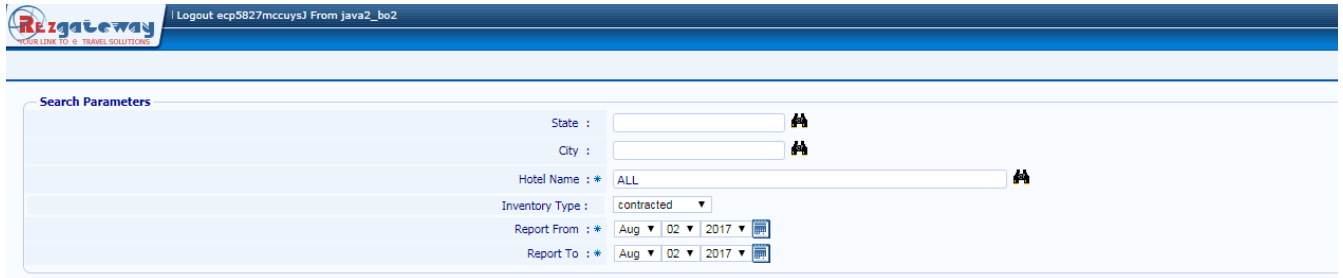 Rezgateway
YOUR LINK TO e TRAVEL SOLUTIONS
| Logout ecp5827mccuysJ From java2_bo2
Search Parameters
State :
City :
Hotel Name : * ALL
Inventory Type : contracted
Report From : * Aug 02 2017
Report To : * Aug 02 2017